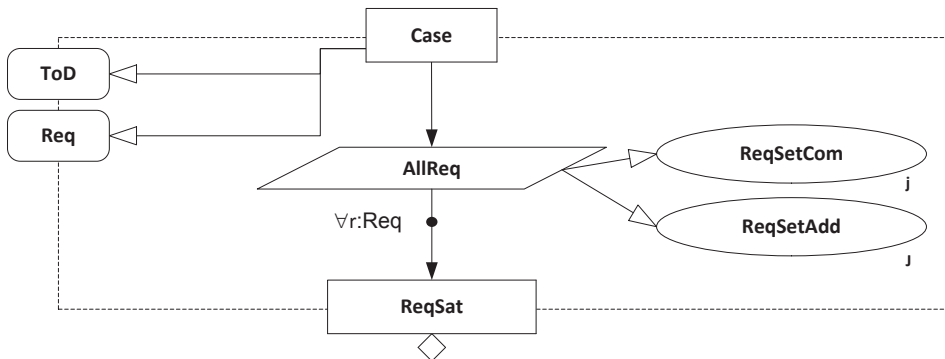 Case
ToD
Req
AllReq
ReqSetCom
j
∀r:Req
ReqSetAdd
J
ReqSat